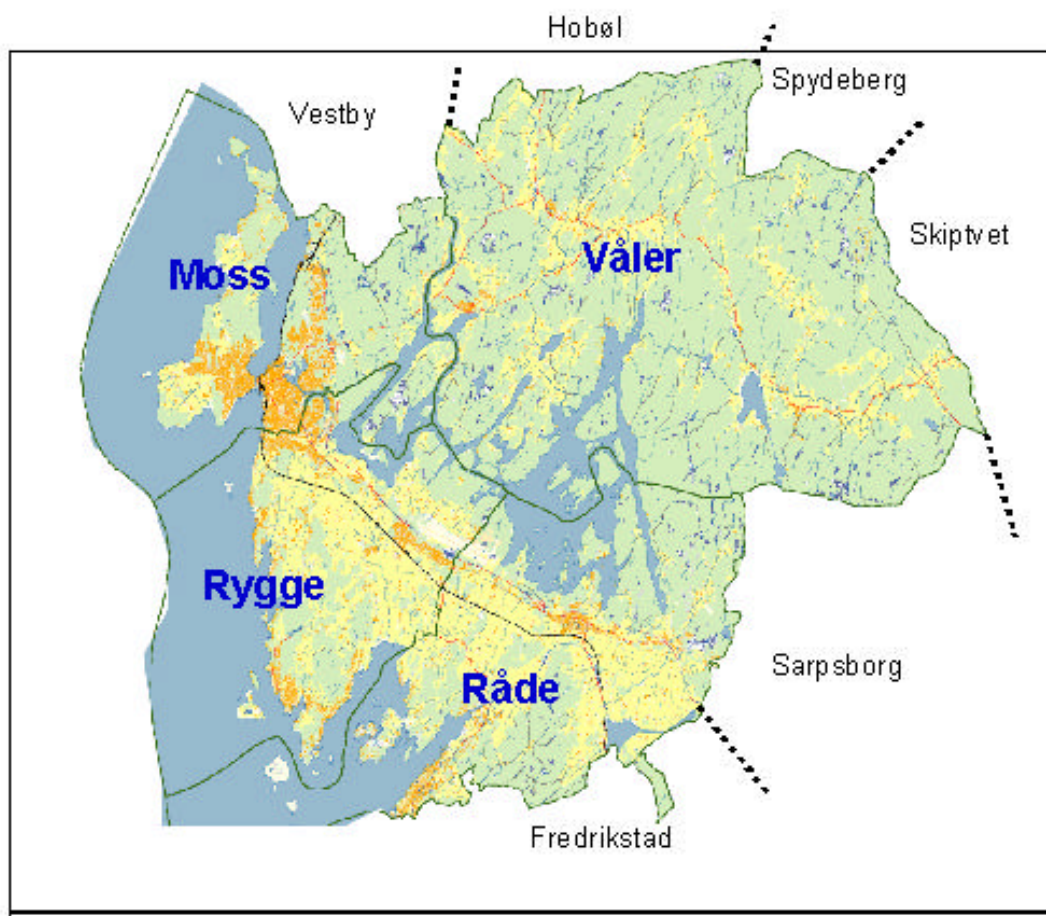 Hobøl
Spydeberg
Vestby
Skiptvet
Moss
Våler
Rygge
Råde
Sarpsborg
Fredrikstad